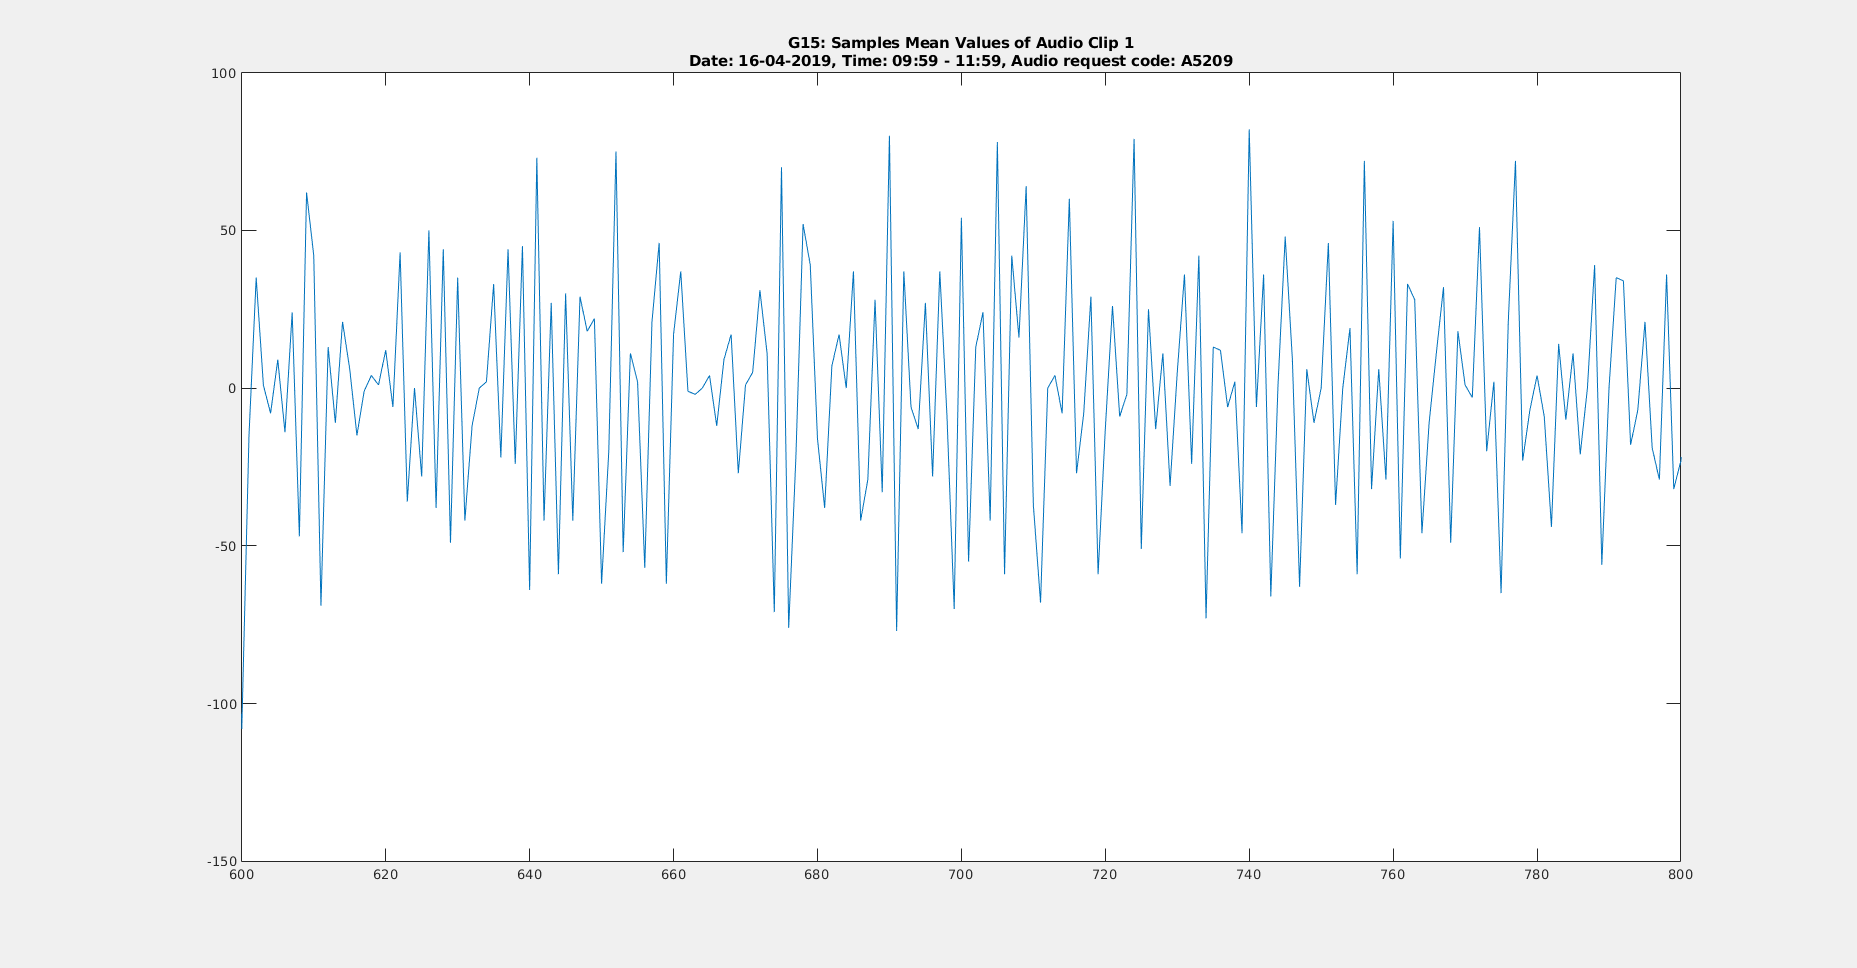 G15: Samples Mean Values of Audio Clip 1
Date: 16-04-2019, Time: 09:59 - 11:59, Audio request code: A5209
100
50
0
-50
-100
-150
600 620 640 660 680 700 720 740 760 780 800